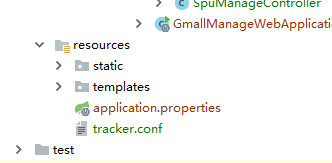 SpuManageController
GmallManageWebApplicatio
resources
static
templates
application.properties
tracker.conf
test